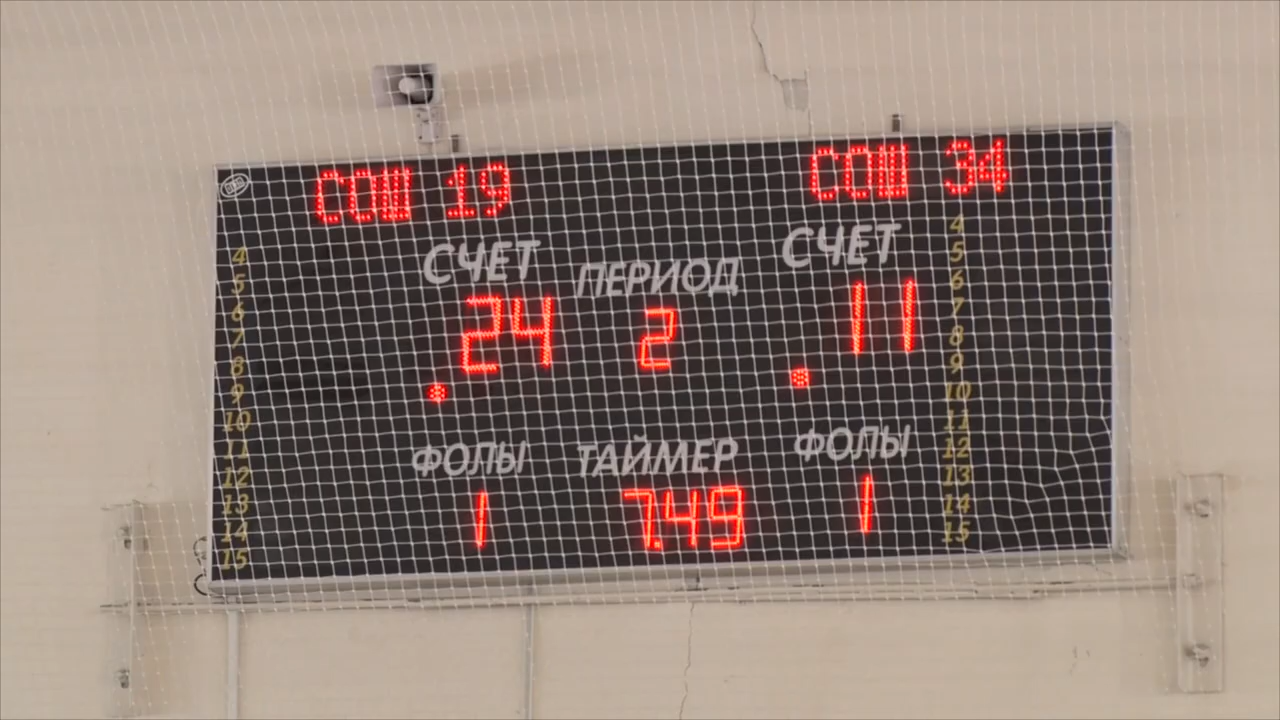 СОШ 19 СОШ 34
СЧЕТ ПЕРИОД СЧЕТ
24 2 11
ФОЛЫ ТАЙМЕР ФОЛЫ
1 7.49 1
4 4
5 5
6 6
7 7
8 8
9 9
10 10
11 11
12 12
13 13
14 14
15 15